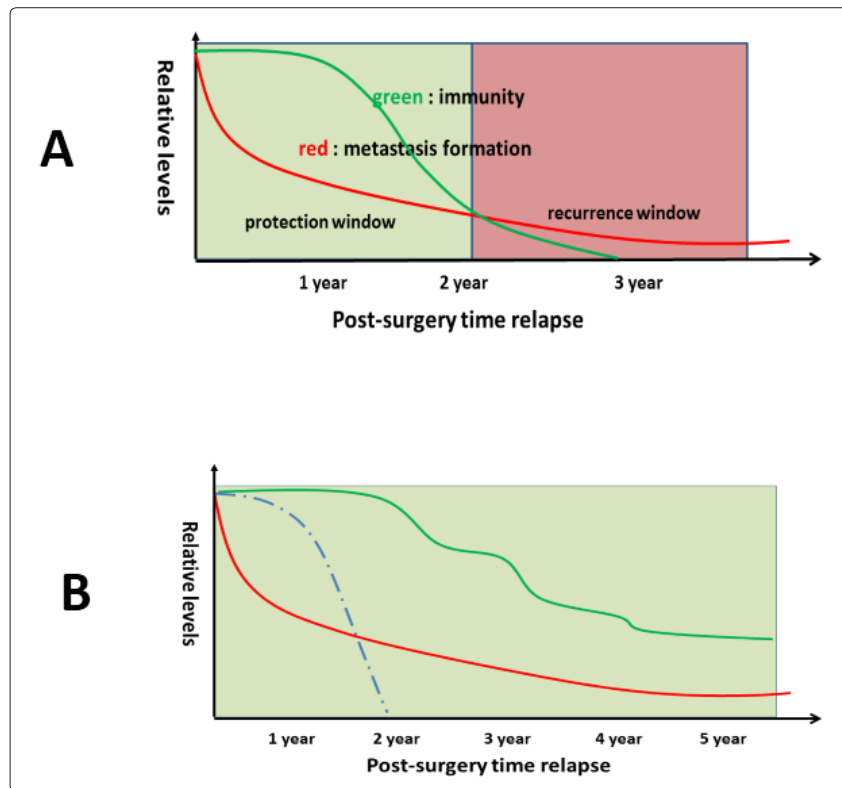 A
Relative levels
green : immunity
red : metastasis formation
protection window
recurrence window
1 year 2 year 3 year
Post-surgery time relapse
B
Relative levels
1 year 2 year 3 year 4 year 5 year
Post-surgery time relapse